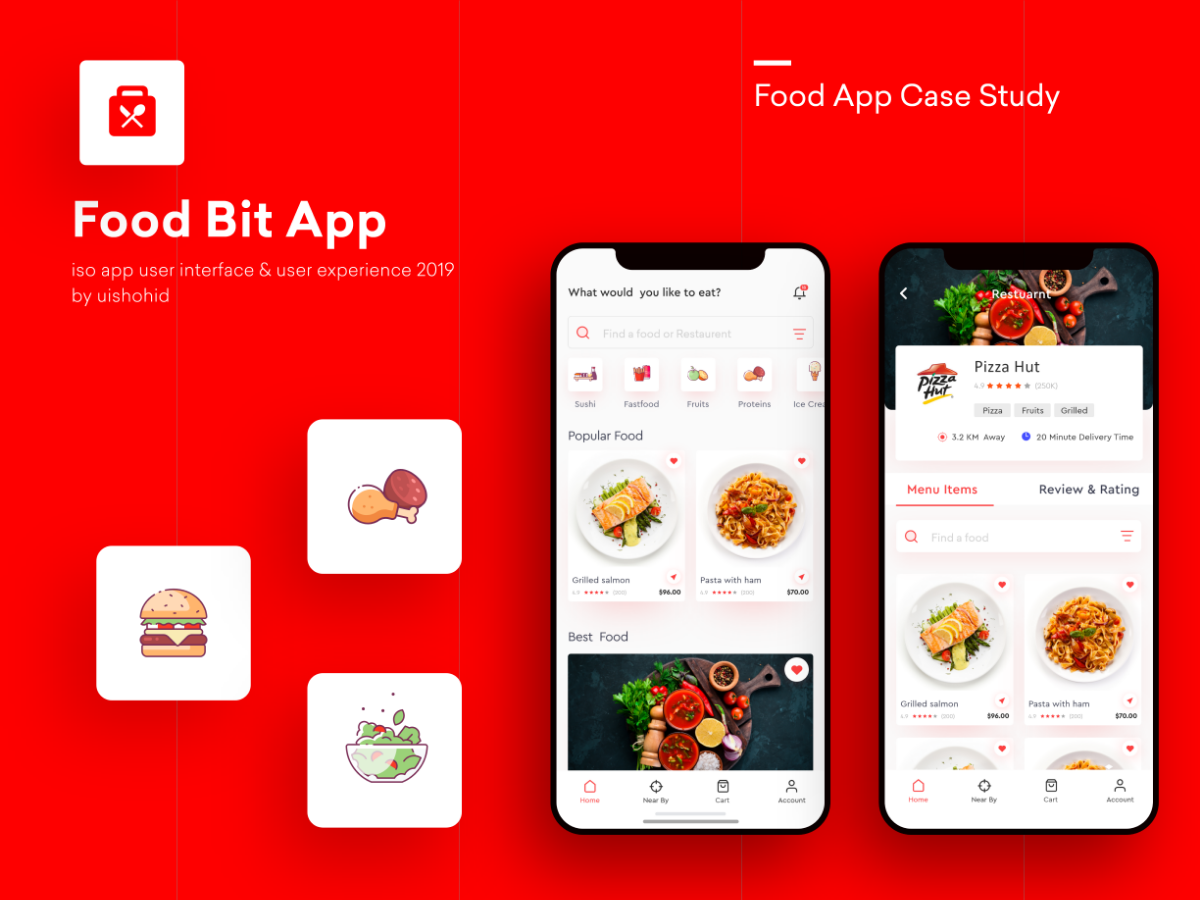 Food App Case Study
Food Bit App
iso app user interface & user experience 2019
by uishohid
What would you like to eat?
Find a food or Restaurent
Sushi
Fastfood
Fruits
Proteins
Ice Crea
Popular Food
Grilled salmon
4.9 (200) $96.00
Pasta with ham
4.9 (200) $70.00
Best Food
Home
Near By
Cart
Account
Restuarnt
Pizza Hut
Pizza Hut
4.9 (250K)
Pizza
Fruits
Grilled
3.2 KM Away
20 Minute Delivery Time
Menu Items
Review & Rating
Find a food
Grilled salmon
4.9 (200) $96.00
Pasta with ham
4.9 (200) $70.00
Home
Near By
Cart
Account